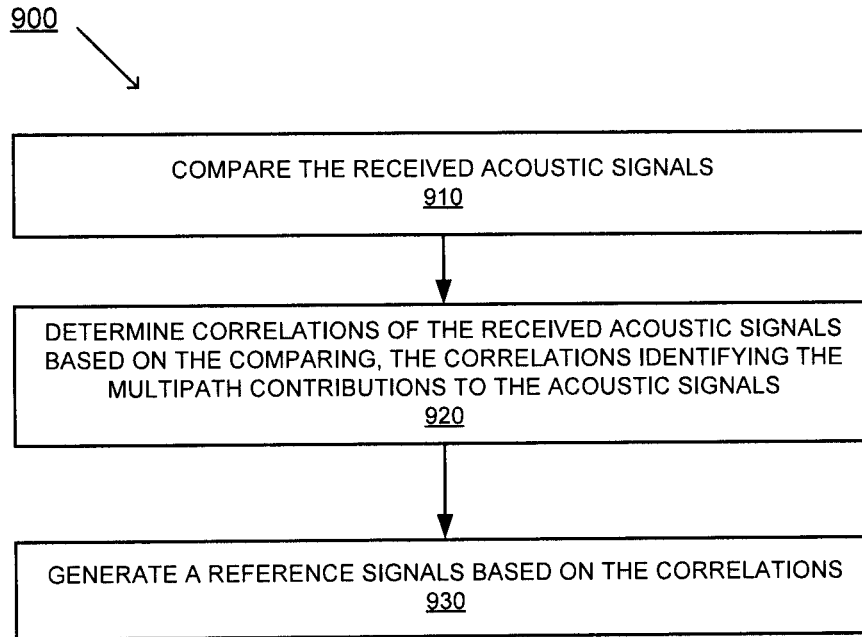 900
COMPARE THE RECEIVED ACOUSTIC SIGNALS
910
DETERMINE CORRELATIONS OF THE RECEIVED ACOUSTIC SIGNALS
BASED ON THE COMPARING, THE CORRELATIONS IDENTIFYING THE
MULTIPATH CONTRIBUTIONS TO THE ACOUSTIC SIGNALS
920
GENERATE A REFERENCE SIGNALS BASED ON THE CORRELATIONS
930